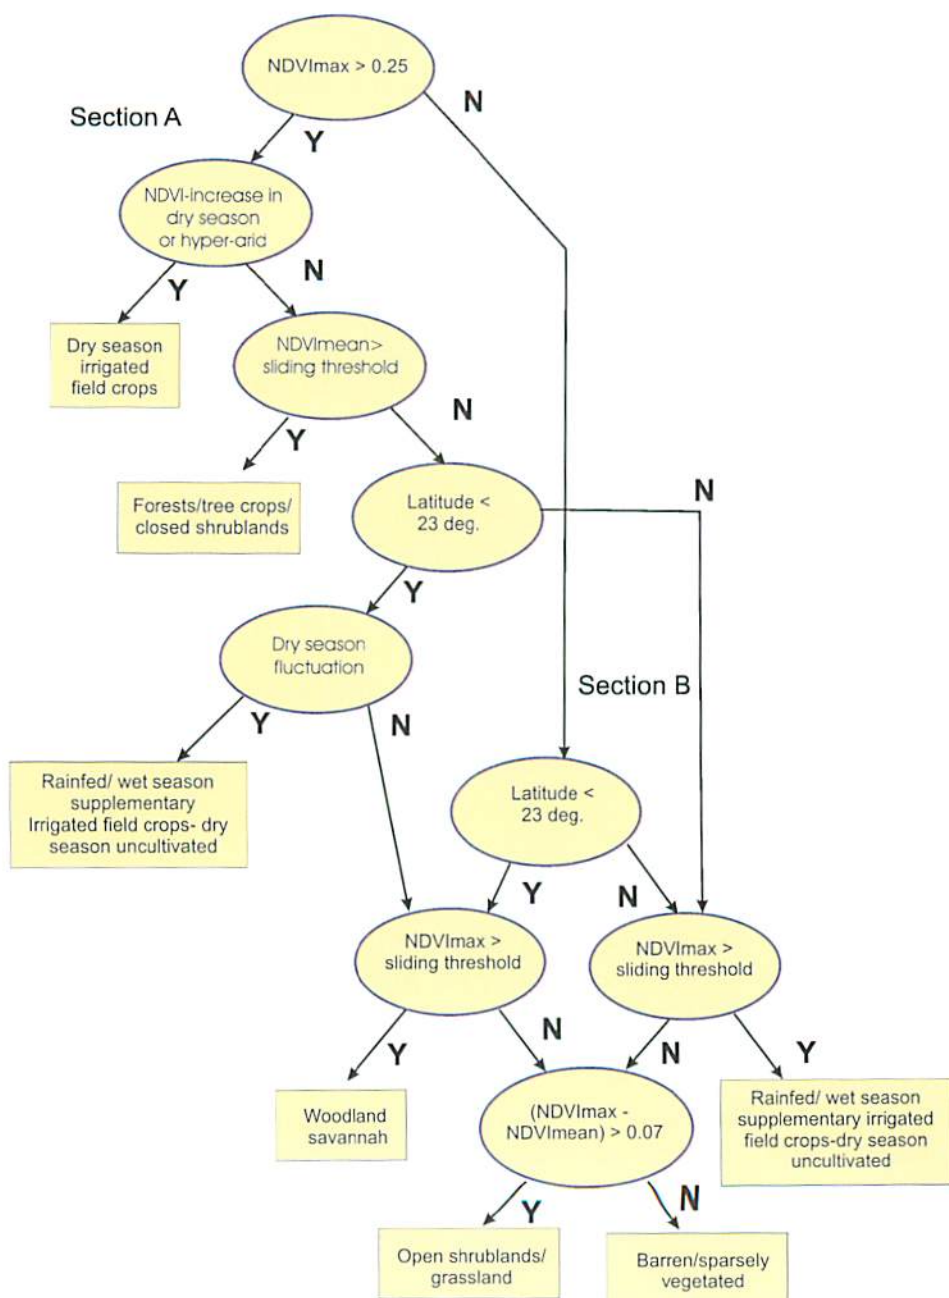 NDVImax > 0.25
N
Section A
Y
NDVI-increase in
dry season
or hyper-arid
Y
N
Dry season
irrigated
field crops
NDVImean>
sliding threshold
Y
N
Forests/tree crops/
closed shrublands
Latitude <
23 deg.
N
Y
Dry season
fluctuation
Section B
Y
N
Rainfed/ wet season
supplementary
Irrigated field crops- dry
season uncultivated
Latitude <
23 deg.
Y
N
NDVImax >
sliding threshold
NDVImax >
sliding threshold
Y
N
N
Y
Woodland
savannah
(NDVImax -
NDVImean) > 0.07
Rainfed/ wet season
supplementary irrigated
field crops-dry season
uncultivated
Y
N
Open shrublands/
grassland
Barren/sparsely
vegetated